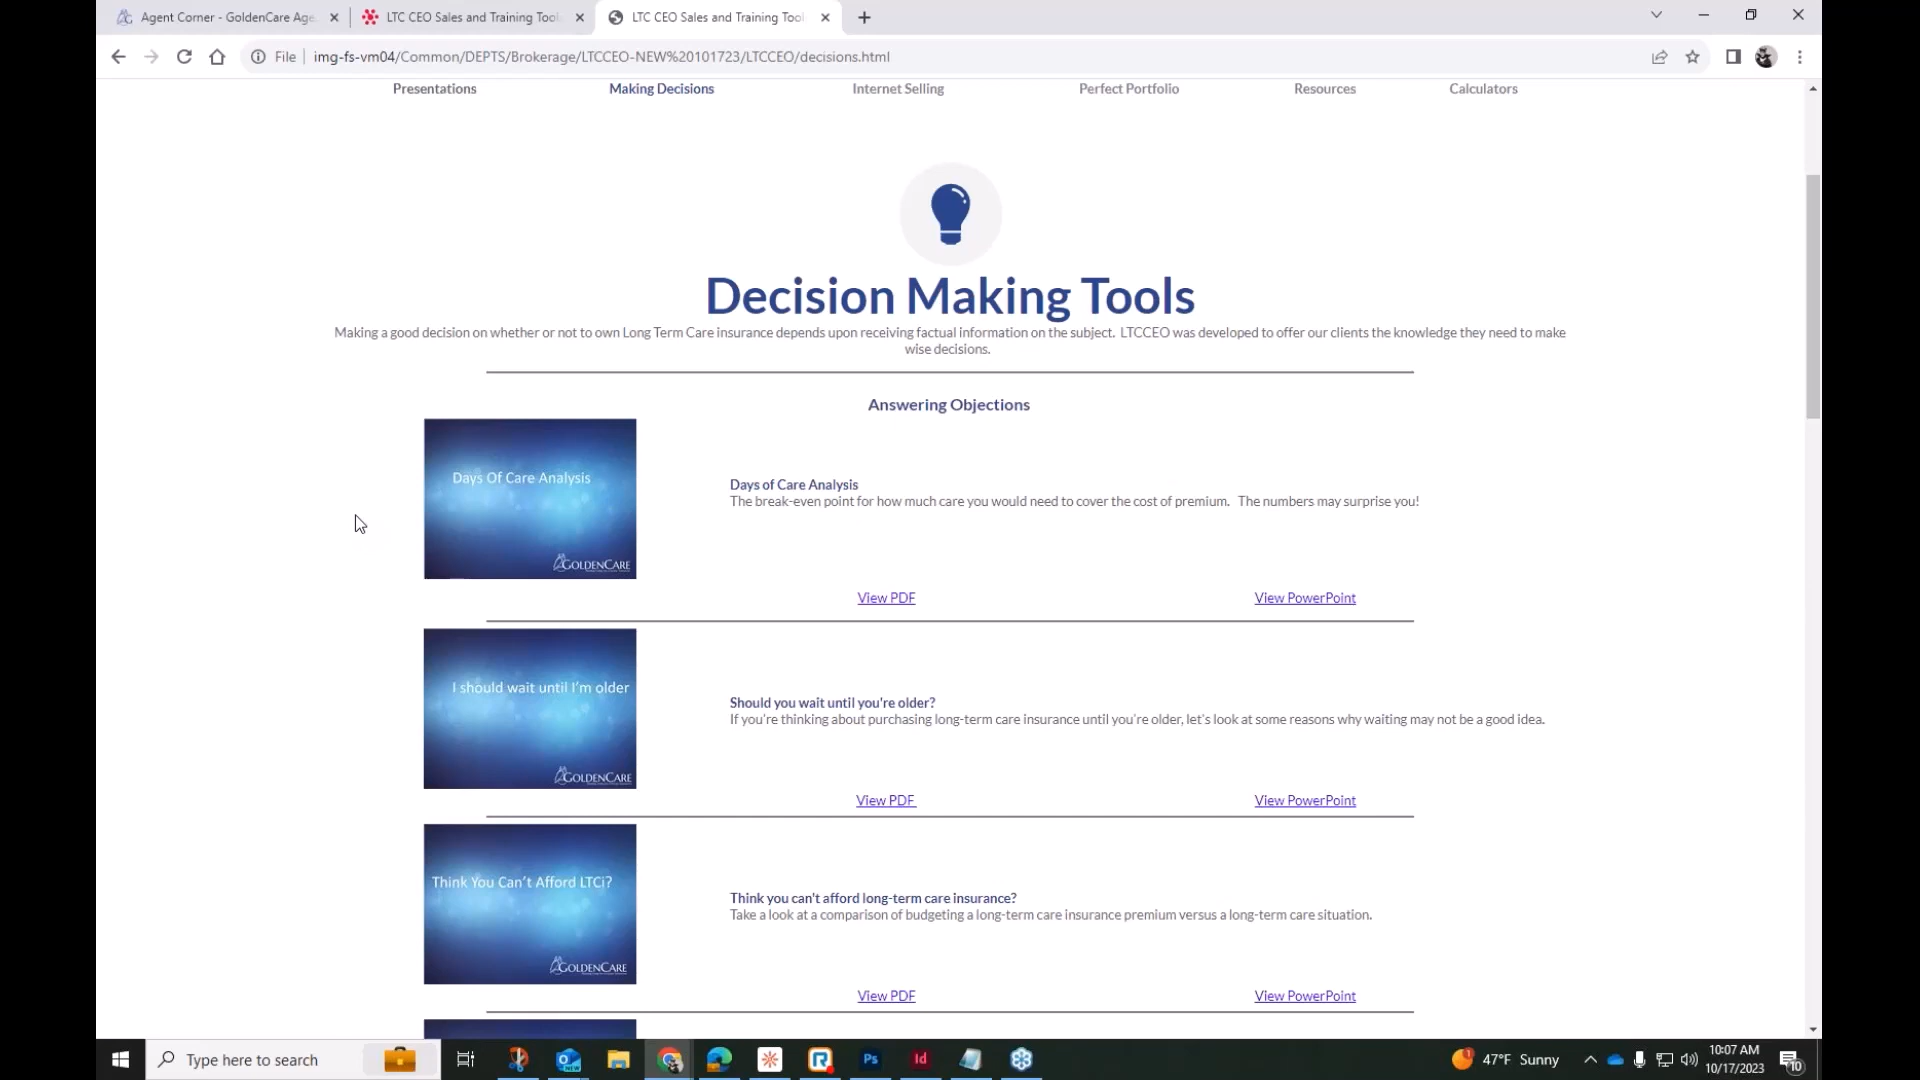 Agent Corner - GoldenCare Age
LTC CEO Sales and Training Tool
LTC CEO Sales and Training Tool
File
img-fs-vm04/Common/DEPTS/Brokerage/LTCCEO-NEW%20101723/LTCCEO/decisions.html
Presentations
Making Decisions
Internet Selling
Perfect Portfolio
Resources
Calculators
Decision Making Tools
Making a good decision on whether or not to own Long Term Care insurance depends upon receiving factual information on the subject. LTCCEO was developed to offer our clients the knowledge they need to make
wise decisions.
Answering Objections
Days Of Care Analysis
GOLDENCARE
Days of Care Analysis
The break-even point for how much care you would need to cover the cost of premium. The numbers may surprise you!
View PDF
View PowerPoint
I should wait until I'm older
GOLDENCARE
Should you wait until you're older?
If you're thinking about purchasing long-term care insurance until you're older, let's look at some reasons why waiting may not be a good idea.
View PDF
View PowerPoint
Think You Can't Afford LTCi?
GOLDENCARE
Think you can't afford long-term care insurance?
Take a look at a comparison of budgeting a long-term care insurance premium versus a long-term care situation.
View PDF
View PowerPoint
Type here to search
NEW
Ps
Id
1
47°F Sunny
10:07 AM
10/17/2023
10